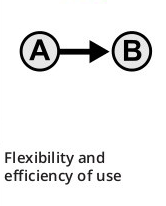 A B
Flexibility and
efficiency of use